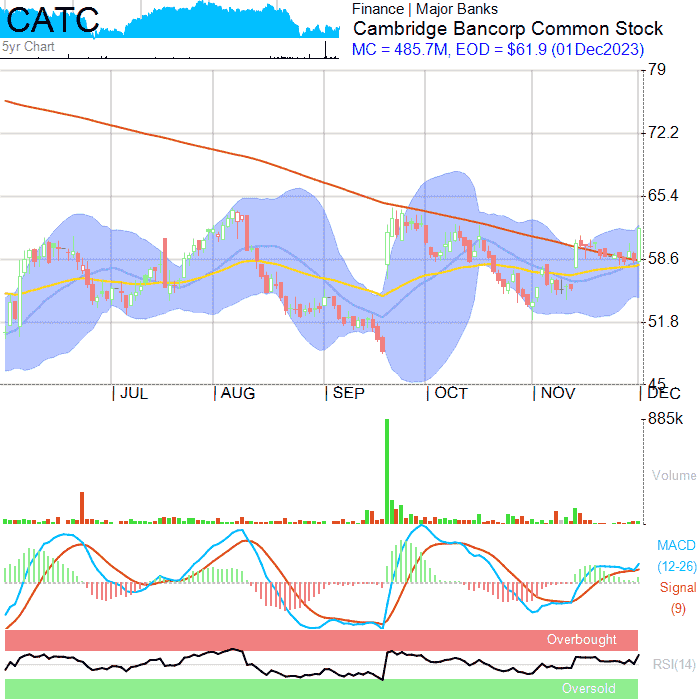 CATC
5yr Chart
Finance | Major Banks
Cambridge Bancorp Common Stock
MC = 485.7M, EOD = $61.9 (01Dec2023)
79
72.2
65.4
58.6
51.8
45
JUL
AUG
SEP
OCT
NOV
DEC
885k
Volume
MACD
(12-26)
Signal
(9)
Overbought
RSI(14)
Oversold